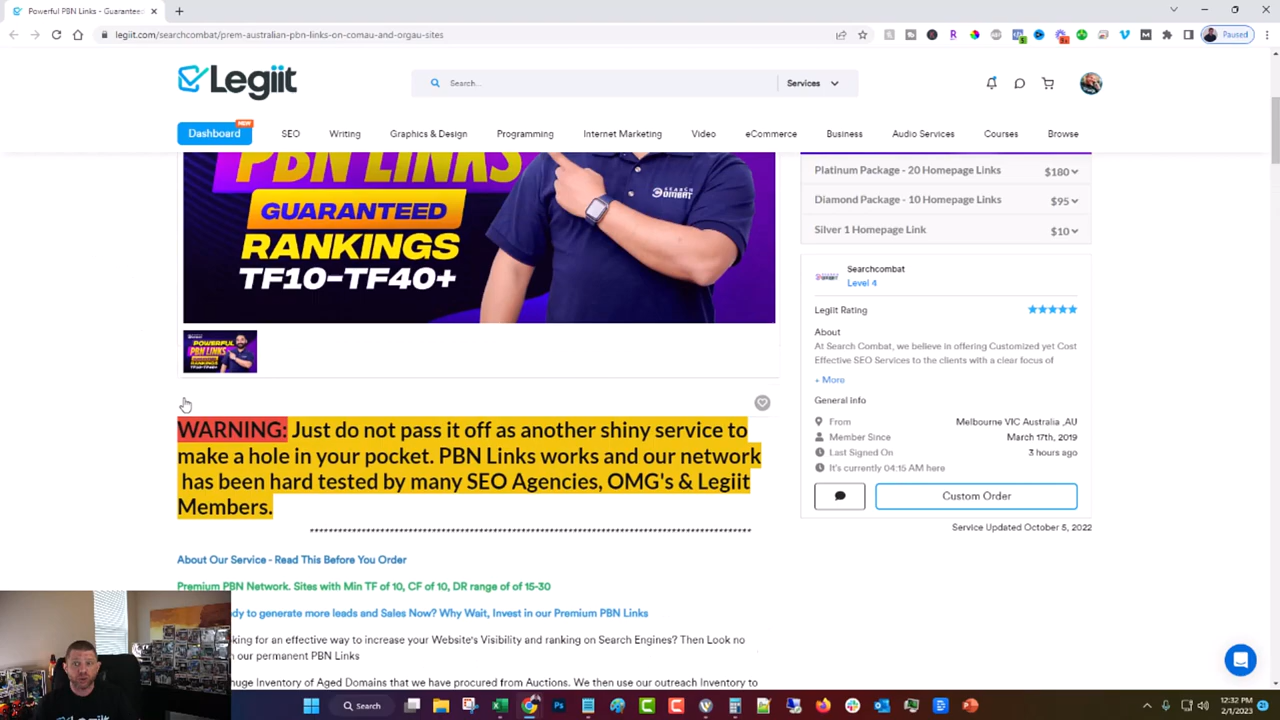 Powerful PBN Links - Guaranteed
legiit.com/searchcombat/prem-australian-pbn-links-on-comau-and-orgau-sites
Paused
Legiit
Search...
Services
Dashboard
NEW
SEO
Writing
Graphics & Design
Programming
Internet Marketing
Video
eCommerce
Business
Audio Services
Courses
Browse
PBN LINKS
GUARANTEED
RANKINGS
TF10-TF40+
SEARCH
COMBAT
Platinum Package - 20 Homepage Links
$180
Diamond Package - 10 Homepage Links
$95
Silver 1 Homepage Link
$10
Searchcombat
Level 4
Legiit Rating
About
At Search Combat, we believe in offering Customized yet Cost
Effective SEO Services to the clients with a clear focus of
+ More
General info
From
Melbourne VIC Australia ,AU
Member Since
March 17th, 2019
Last Signed On
3 hours ago
It's currently 04:15 AM here
Custom Order
Service Updated October 5, 2022
WARNING: Just do not pass it off as another shiny service to
make a hole in your pocket. PBN Links works and our network
has been hard tested by many SEO Agencies, OMG's & Legiit
Members.
About Our Service - Read This Before You Order
Premium PBN Network. Sites with Min TF of 10, CF of 10, DR range of of 15-30
to generate more leads and Sales Now? Why Wait, Invest in our Premium PBN Links
for an effective way to increase your Website's Visibility and ranking on Search Engines? Then Look no
our permanent PBN Links
Inventory of Aged Domains that we have procured from Auctions. We then use our outreach Inventory to
Search
12:32 PM
2/1/2023